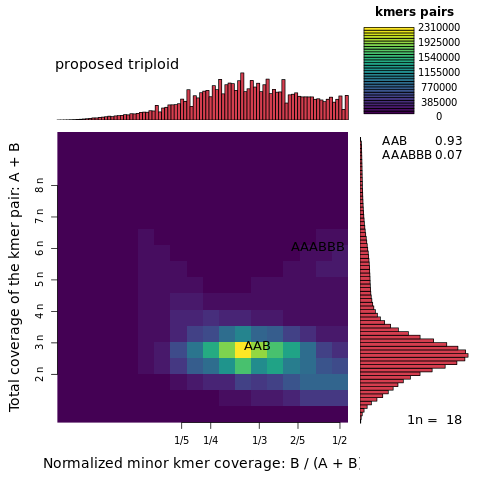 kmers pairs
2310000
1925000
1540000
1155000
770000
385000
0
proposed triploid
AAB 0.93
AAABBB 0.07
Total coverage of the kmer pair: A + B
8 n
7 n
6 n
5 n
4 n
3 n
2 n
AAABBB
AAB
1n = 18
1/5
1/4
1/3
2/5
1/2
Normalized minor kmer coverage: B / (A + B